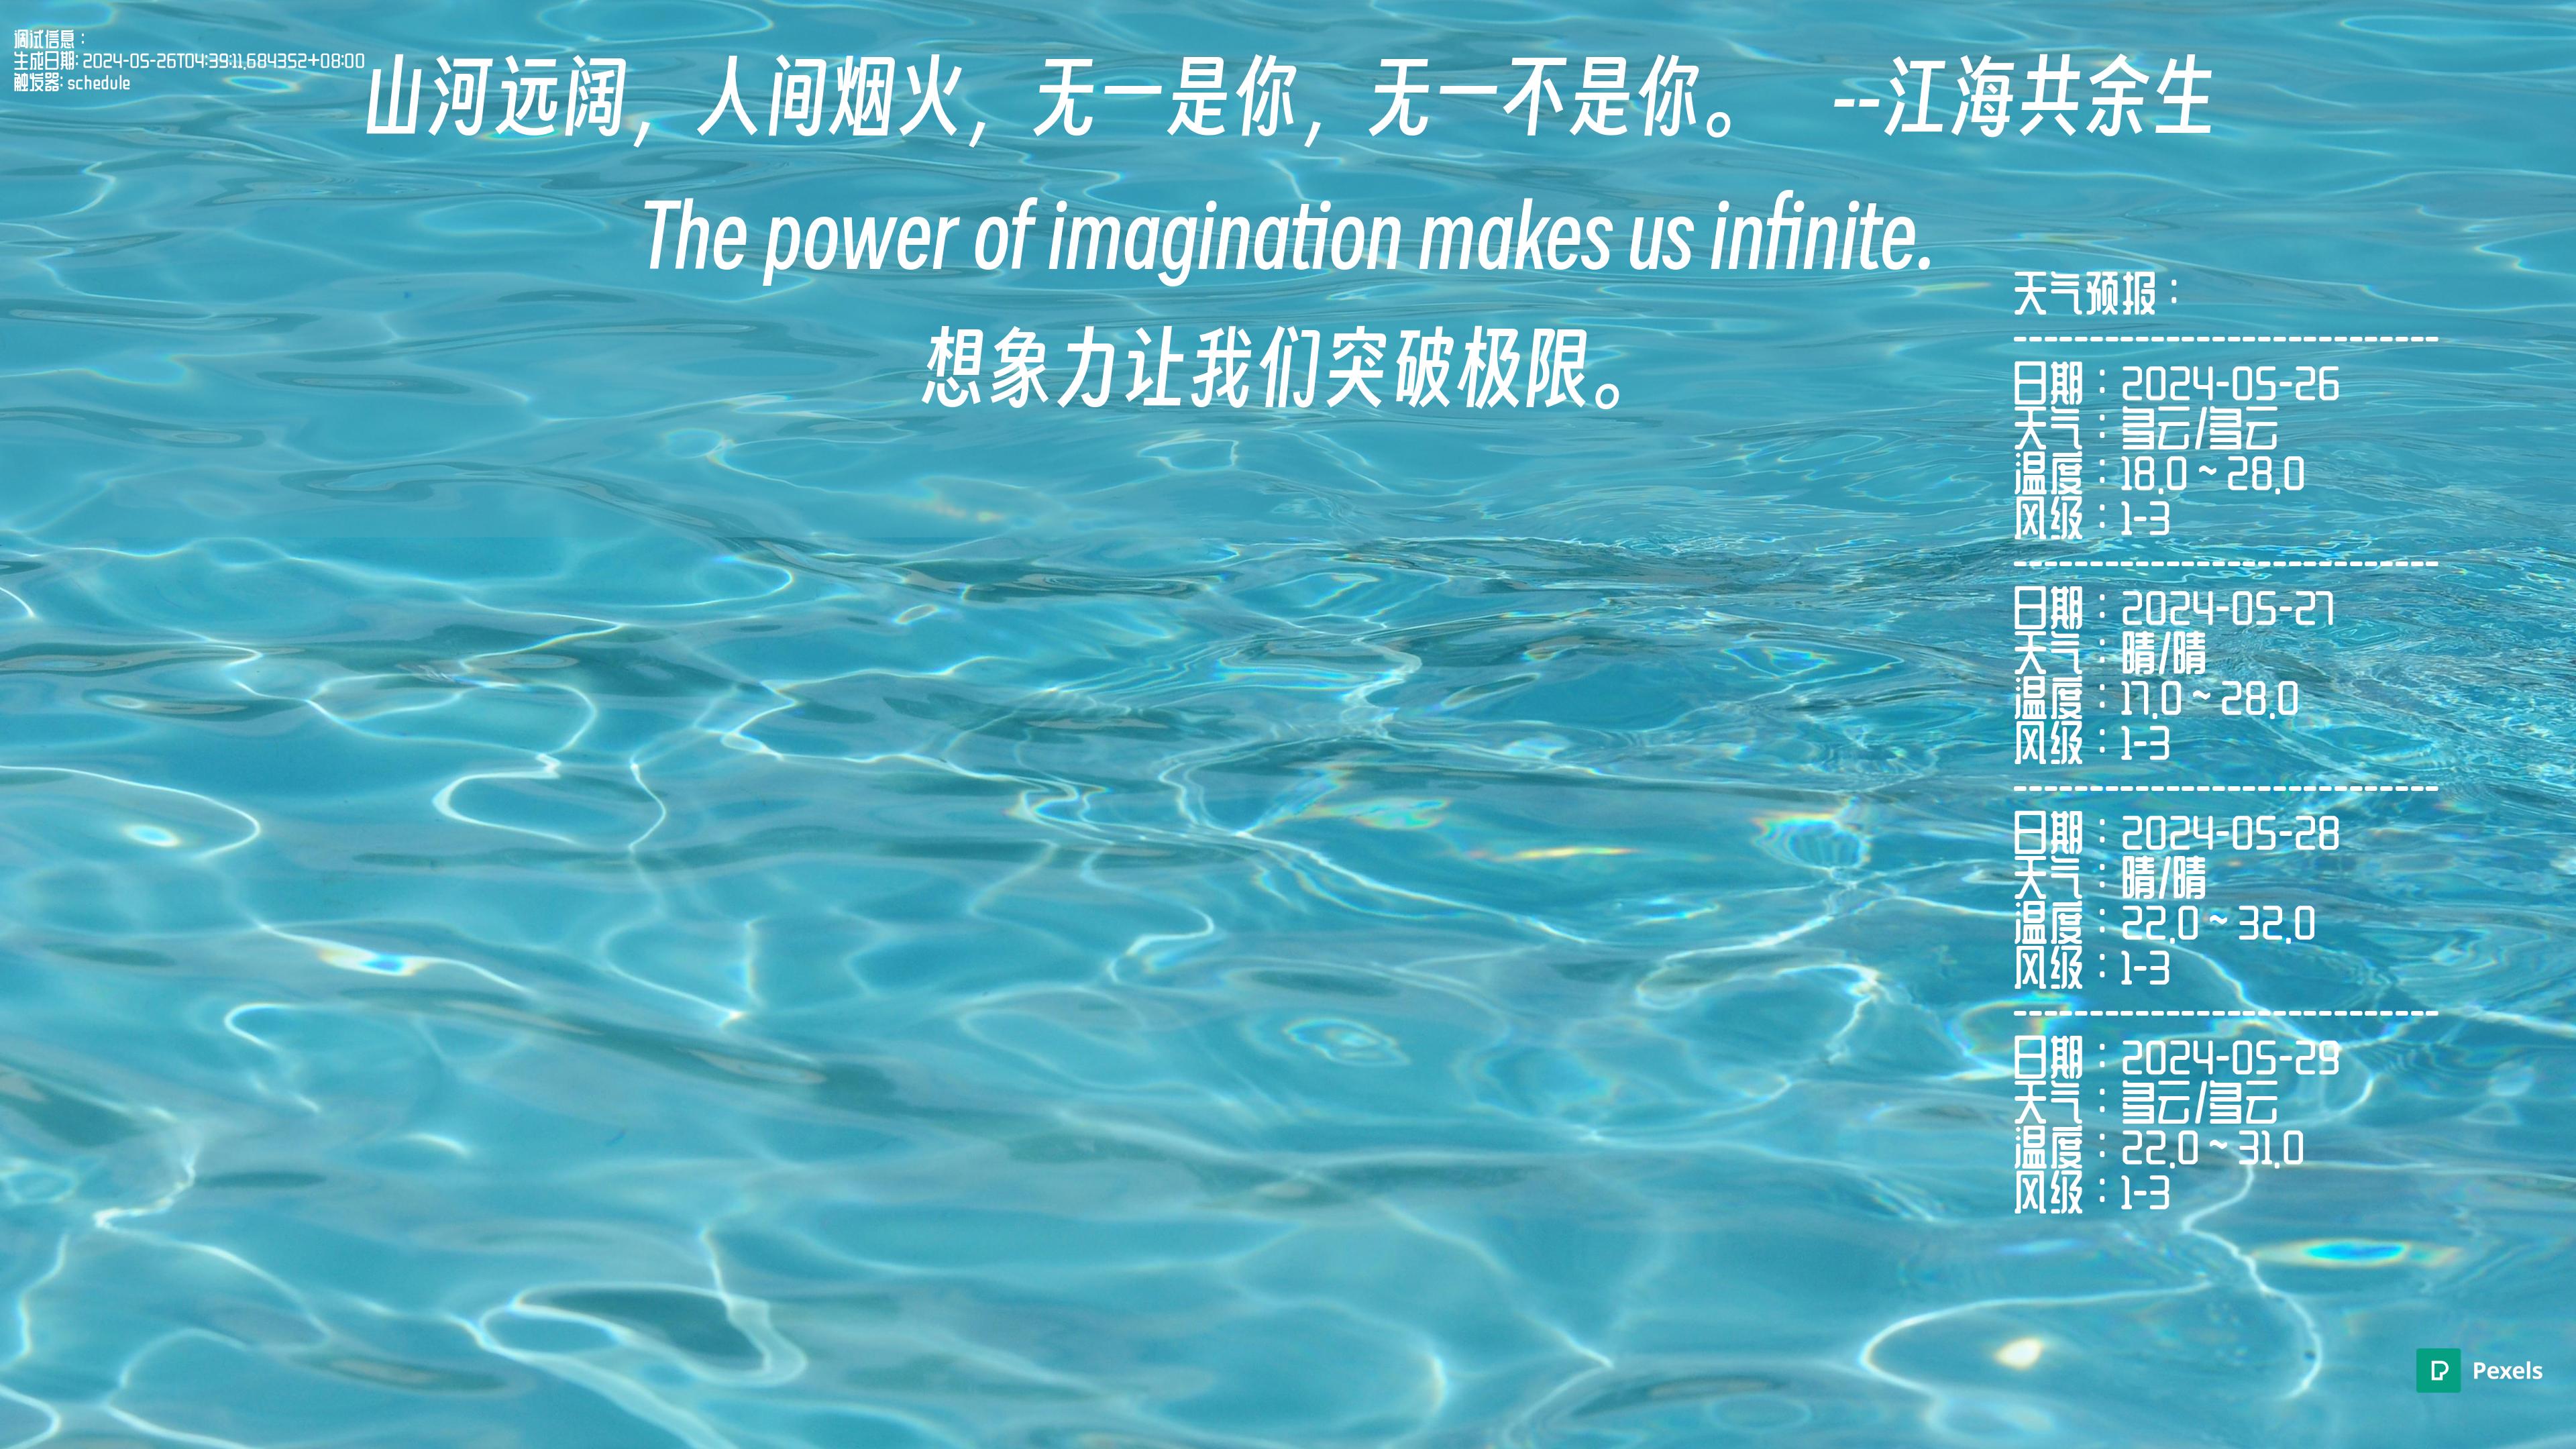 调试信息：
生成日期: 2024-05-26T04:39:11.684352+08:00
触发器: schedule
山河远阔，人间烟火，无一是你，无一不是你。 --江海共余生
The power of imagination makes us infinite.
想象力让我们突破极限。
天气预报：
------------------------------
日期：2024-05-26
天气：多云/多云
温度：18.0 ~ 28.0
风级：1-3
------------------------------
日期：2024-05-27
天气：晴/晴
温度：17.0 ~ 28.0
风级：1-3
------------------------------
日期：2024-05-28
天气：晴/晴
温度：22.0 ~ 32.0
风级：1-3
------------------------------
日期：2024-05-29
天气：多云/多云
温度：22.0 ~ 31.0
风级：1-3
Pexels